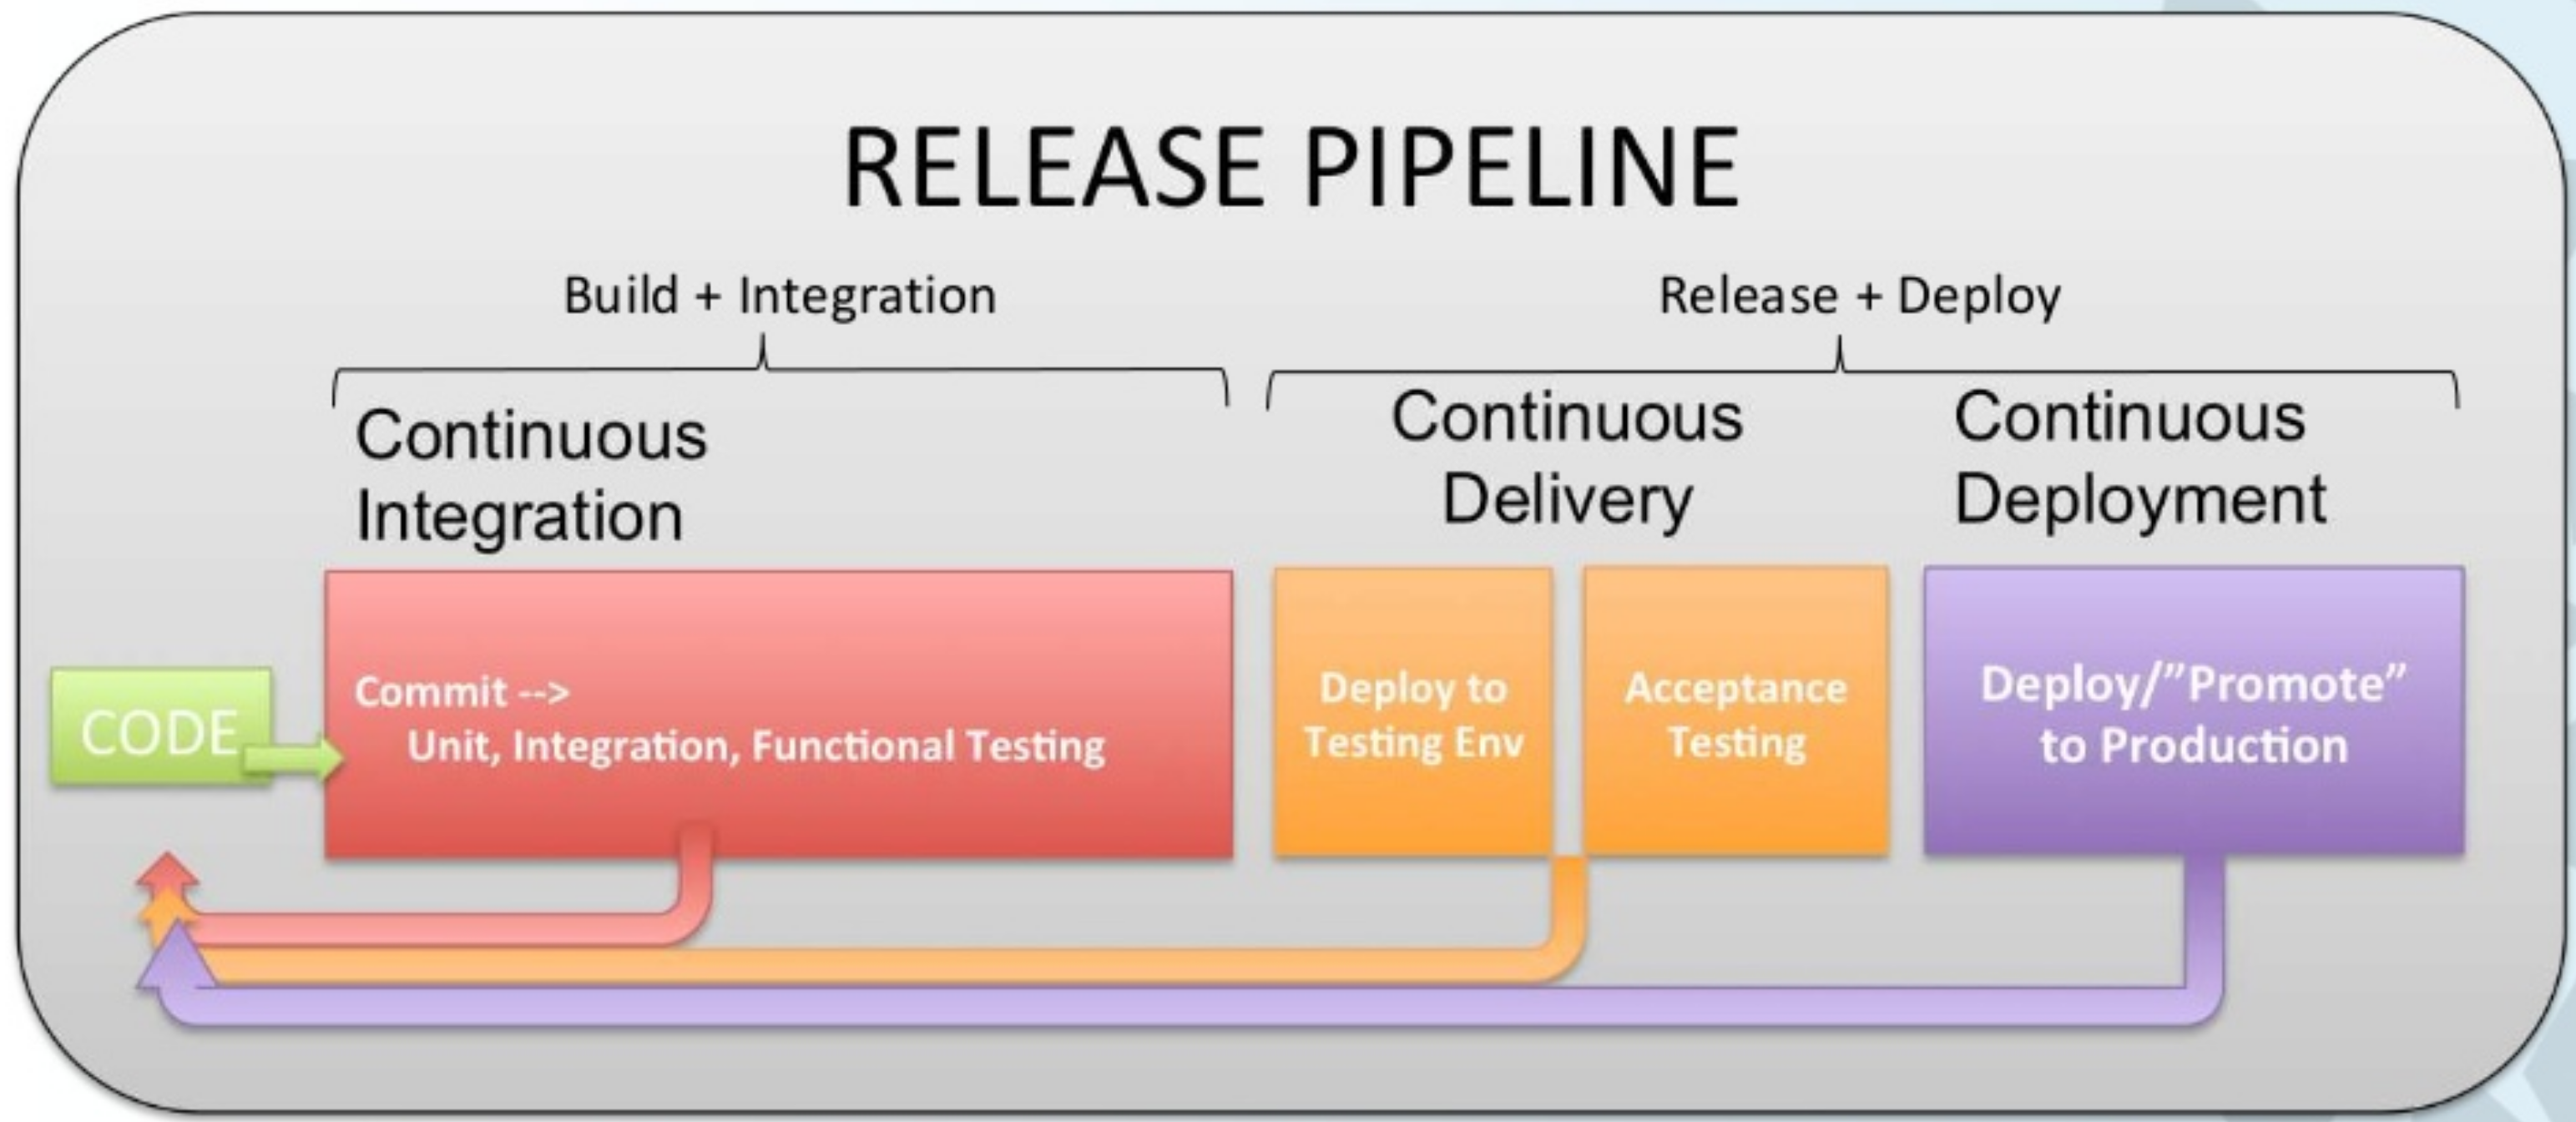 RELEASE PIPELINE
Build + Integration
Release + Deploy
Continuous
Integration
Continuous
Delivery
Continuous
Deployment
CODE
Commit -->
Unit, Integration, Functional Testing
Deploy to
Testing Env
Acceptance
Testing
Deploy/”Promote”
to Production